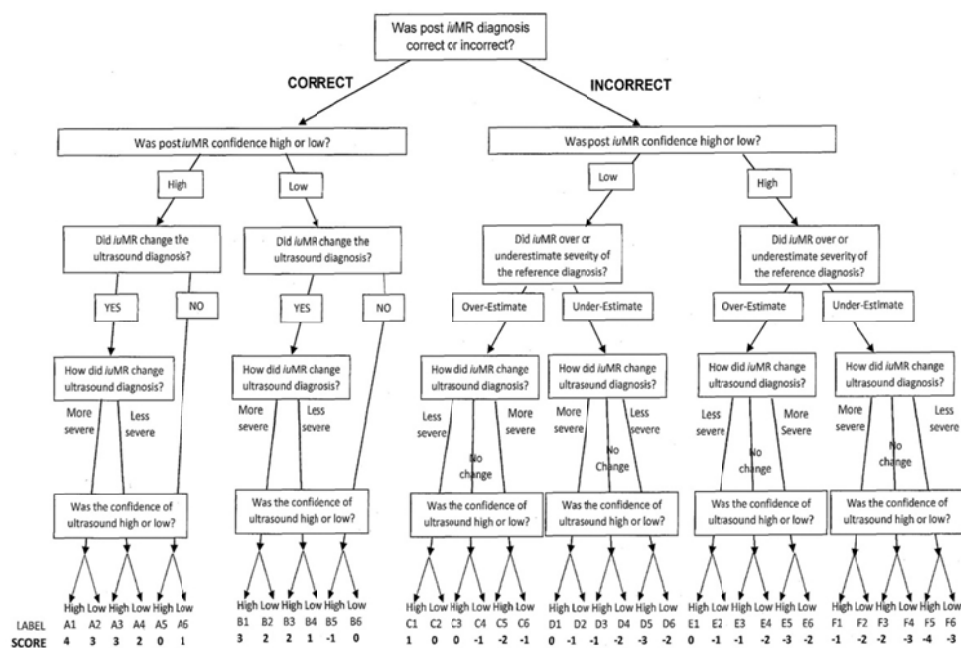 Was post iuMR diagnosis
correct or incorrect?
CORRECT
INCORRECT
Was post iuMR confidence high or low?
Was post iuMR confidence high or low?
High
Low
Low
High
Did iuMR change the
ultrasound diagnosis?
Did iuMR change the
ultrasound diagnosis?
Did iuMR over or
underestimate severity of
the reference diagnosis?
Did iuMR over or
underestimate severity of
the reference diagnosis?
YES
NO
YES
NO
Over-Estimate
Under-Estimate
Over-Estimate
Under-Estimate
How did iuMR change
ultrasound diagnosis?
How did iuMR change
ultrasound diagnosis?
How did iuMR change
ultrasound diagnosis?
How did iuMR change
ultrasound diagnosis?
How did iuMR change
ultrasound diagnosis?
How did iuMR change
ultrasound diagnosis?
More
severe
Less
severe
More
severe
Less
severe
Less
severe
No
change
More
severe
More
severe
No
Change
Less
severe
Less
severe
No
change
More
Severe
More
severe
No
change
Less
severe
Was the confidence of
ultrasound high or low?
Was the confidence of
ultrasound high or low?
Was the confidence of
ultrasound high or low?
Was the confidence of
ultrasound high or low?
Was the confidence of
ultrasound high or low?
Was the confidence of
ultrasound high or low?
High Low High Low High Low High Low High Low High Low High Low High Low High Low High Low High Low High Low High Low High Low High Low High Low High Low High Low
LABEL A1 A2 A3 A4 A5 A6 B1 B2 B3 B4 B5 B6 C1 C2 C3 C4 C5 C6 D1 D2 D3 D4 D5 D6 E1 E2 E3 E4 E5 E6 F1 F2 F3 F4 F5 F6
SCORE 4 3 3 2 0 1 3 2 2 1 -1 0 1 0 0 -1 -2 -1 0 -1 -1 -2 -3 -2 0 -1 -1 -2 -3 -2 -1 -2 -2 -3 -4 -3